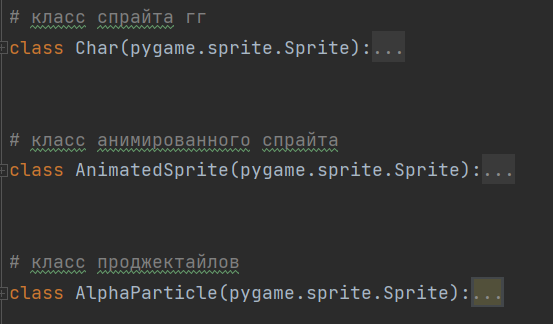 # класс спрайта гг
class Char(pygame.sprite.Sprite):...
# класс анимированного спрайта
class AnimatedSprite(pygame.sprite.Sprite):...
# класс проджектайлов
class AlphaParticle(pygame.sprite.Sprite):...